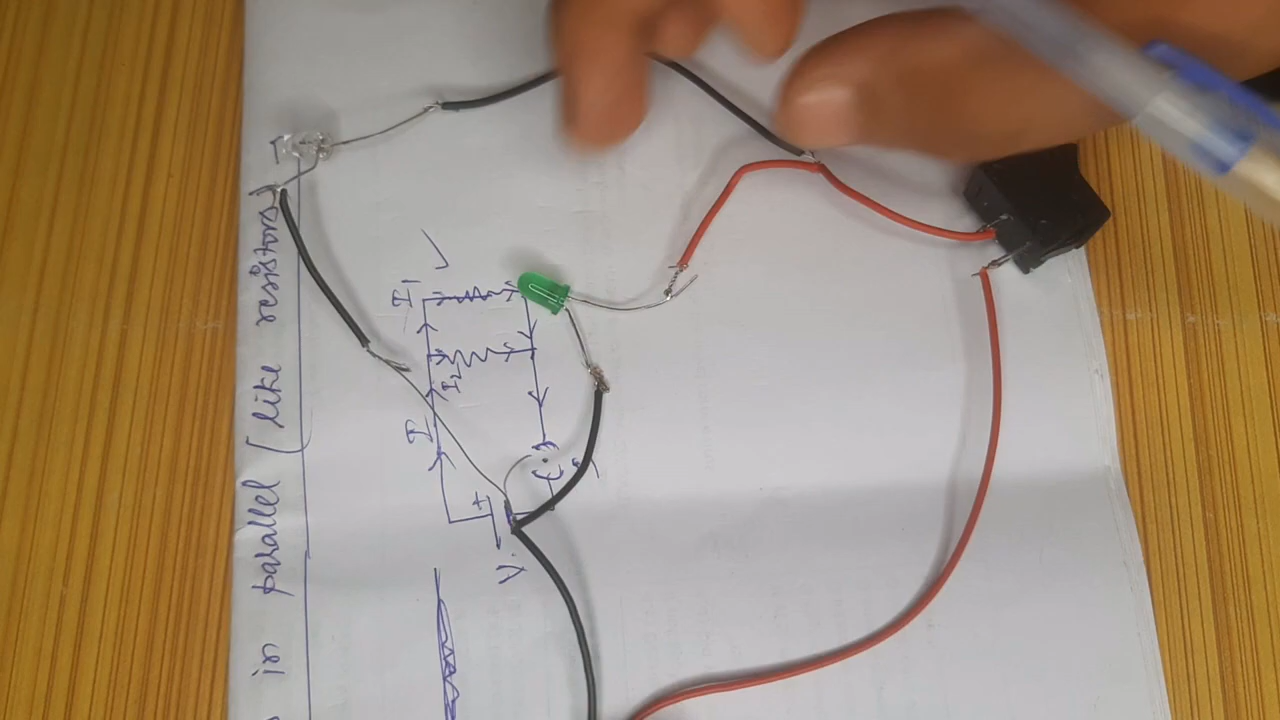 in parallel (like resistors)
I1
I2
I
(.)
+
V.